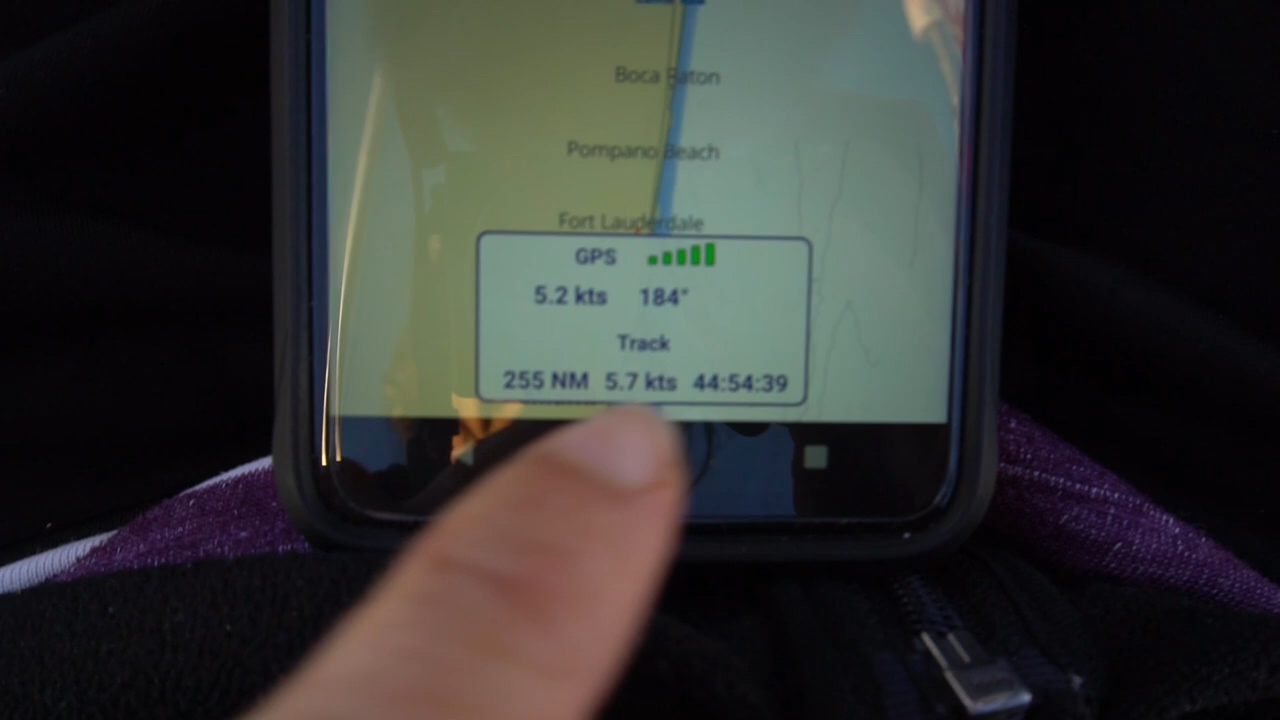 Boca Raton
Pompano Beach
Fort Lauderdale
GPS
5.2 kts 184°
Track
255 NM 5.7 kts 44:54:39